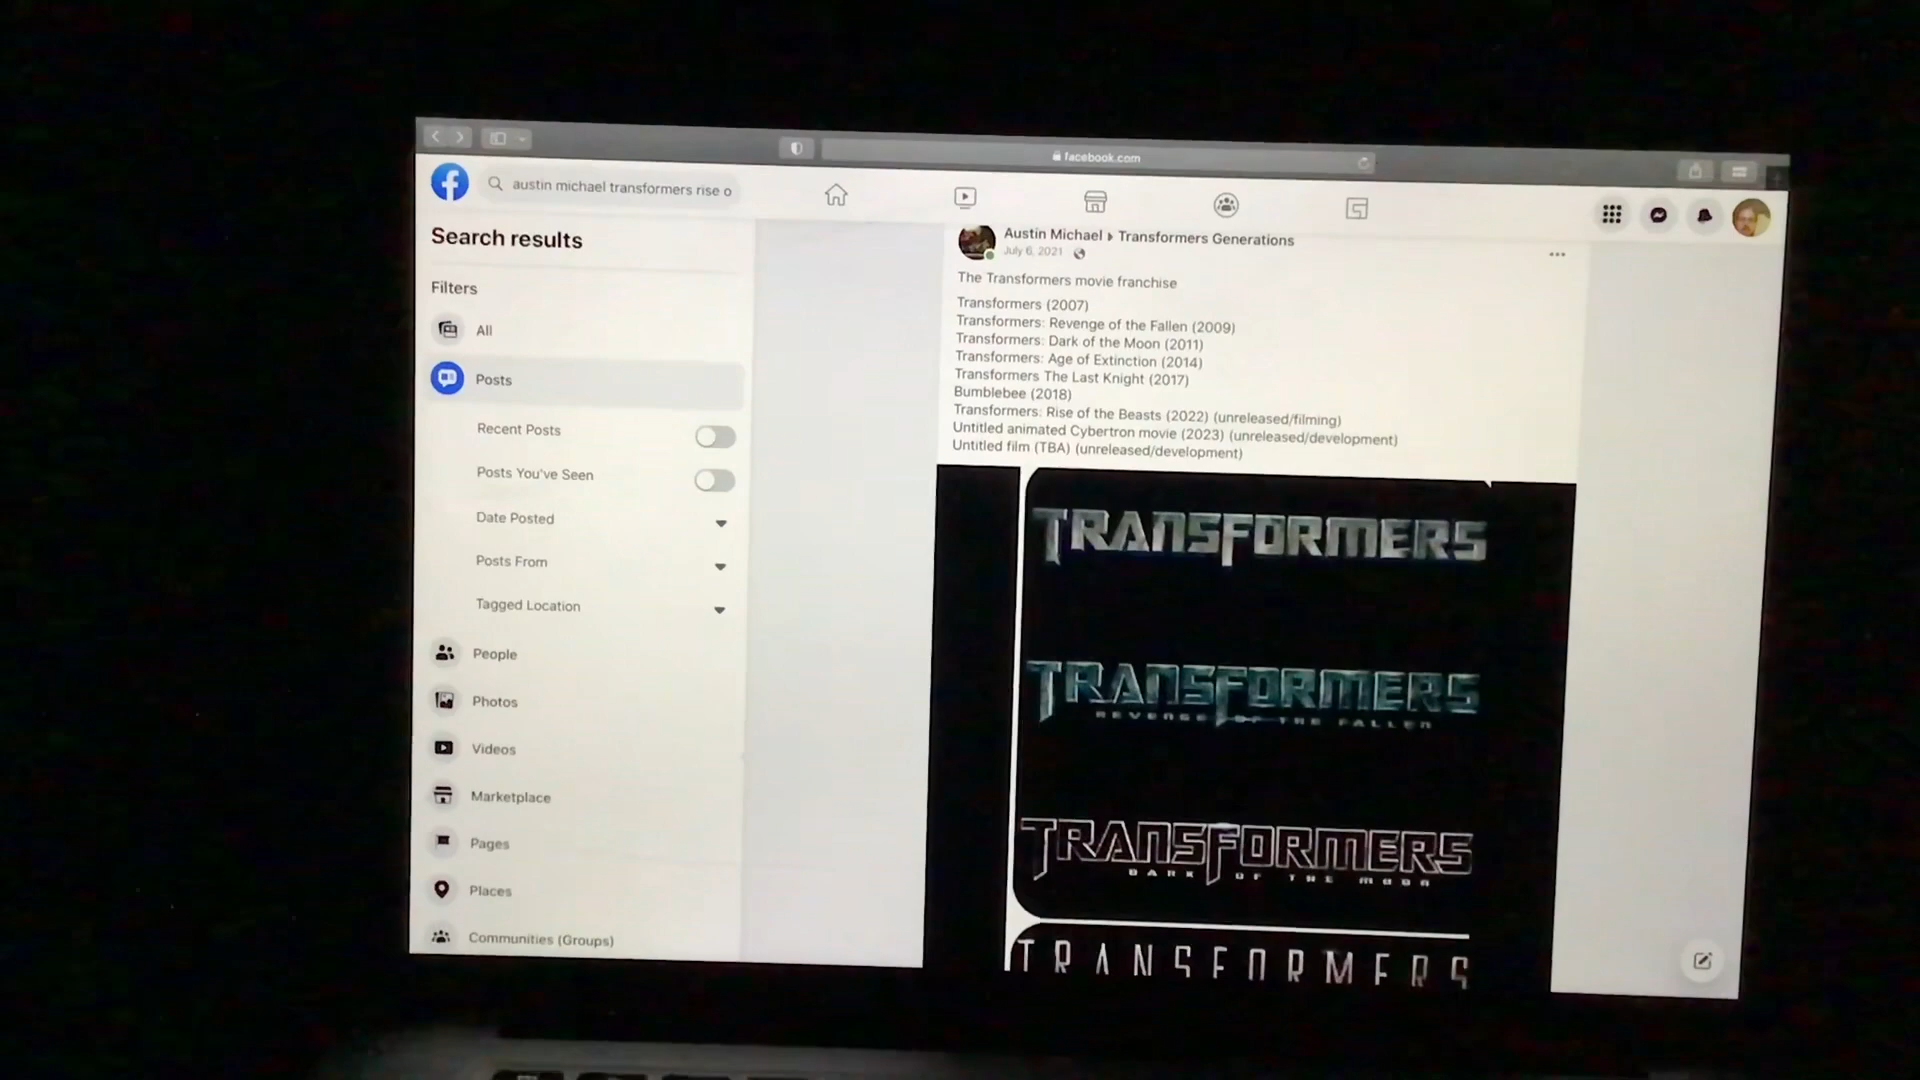 facebook.com
austin michael transformers rise o
Search results
Filters
All
Posts
Recent Posts
Posts You've Seen
Date Posted
Posts From
Tagged Location
People
Photos
Videos
Marketplace
Pages
Places
Communities (Groups)
Austin Michael Transformers Generations
July 6, 2021
The Transformers movie franchise
Transformers (2007)
Transformers: Revenge of the Fallen (2009)
Transformers: Dark of the Moon (2011)
Transformers: Age of Extinction (2014)
Transformers The Last Knight (2017)
Bumblebee (2018)
Transformers: Rise of the Beasts (2022) (unreleased/filming)
Untitled animated Cybertron movie (2023) (unreleased/development)
Untitled film (TBA) (unreleased/development)
TRANSFORMERS
TRANSFORMERS
REVENGE OF THE FALLEN
TRANSFORMERS
DARK OF THE MOON
TRANSFORMERS